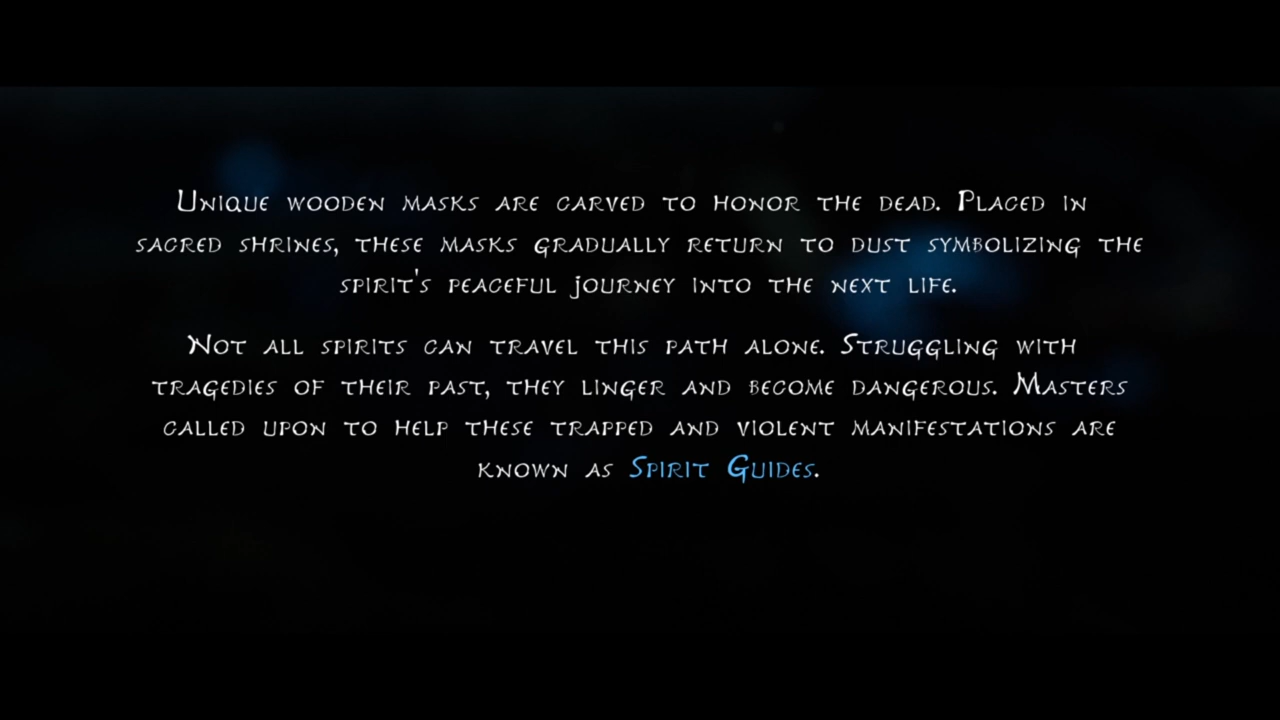 Unique wooden masks are carved to honor the dead. Placed in
sacred shrines, these masks gradually return to dust symbolizing the
spirit's peaceful journey into the next life.
Not all spirits can travel this path alone. Struggling with
tragedies of their past, they linger and become dangerous. Masters
called upon to help these trapped and violent manifestations are
known as Spirit Guides.